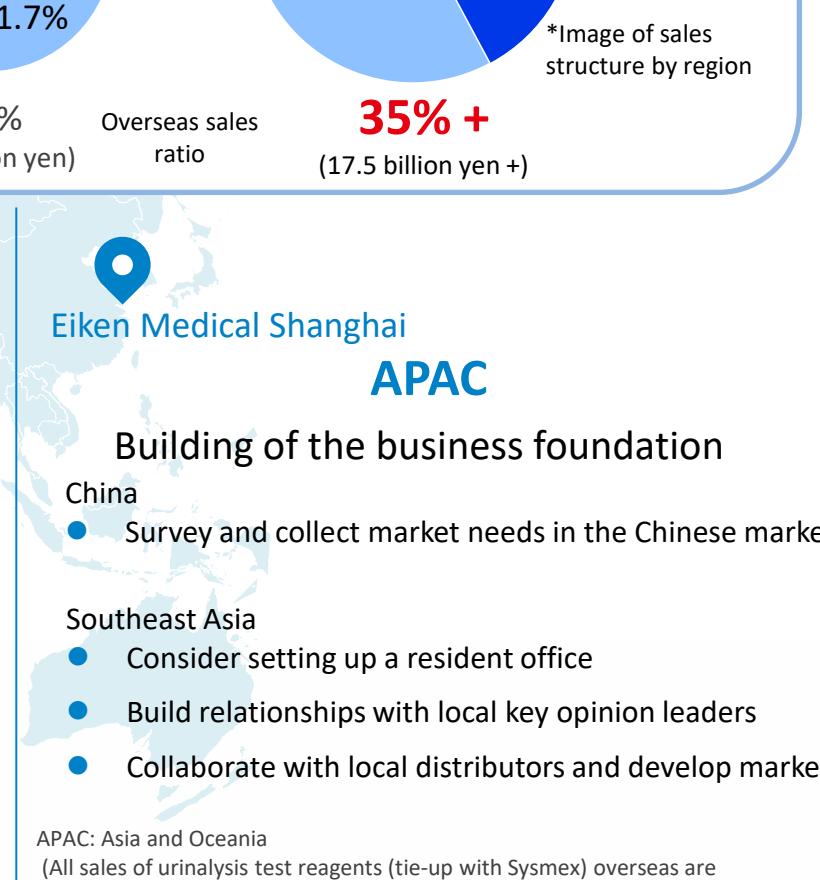 1.7%
*Image of sales
structure by region
%
Overseas sales
ratio
35% +
on yen)
(17.5 billion yen +)
Eiken Medical Shanghai
APAC
Building of the business foundation
China
● Survey and collect market needs in the Chinese marke
Southeast Asia
● Consider setting up a resident office
● Build relationships with local key opinion leaders
● Collaborate with local distributors and develop marke
APAC: Asia and Oceania
(All sales of urinalysis test reagents (tie-up with Sysmex) overseas are